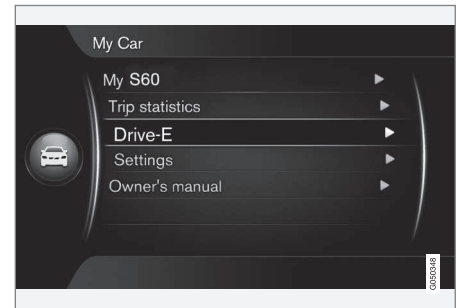 My Car
My S60
Trip statistics
Drive-E
Settings
Owner's manual
G050348